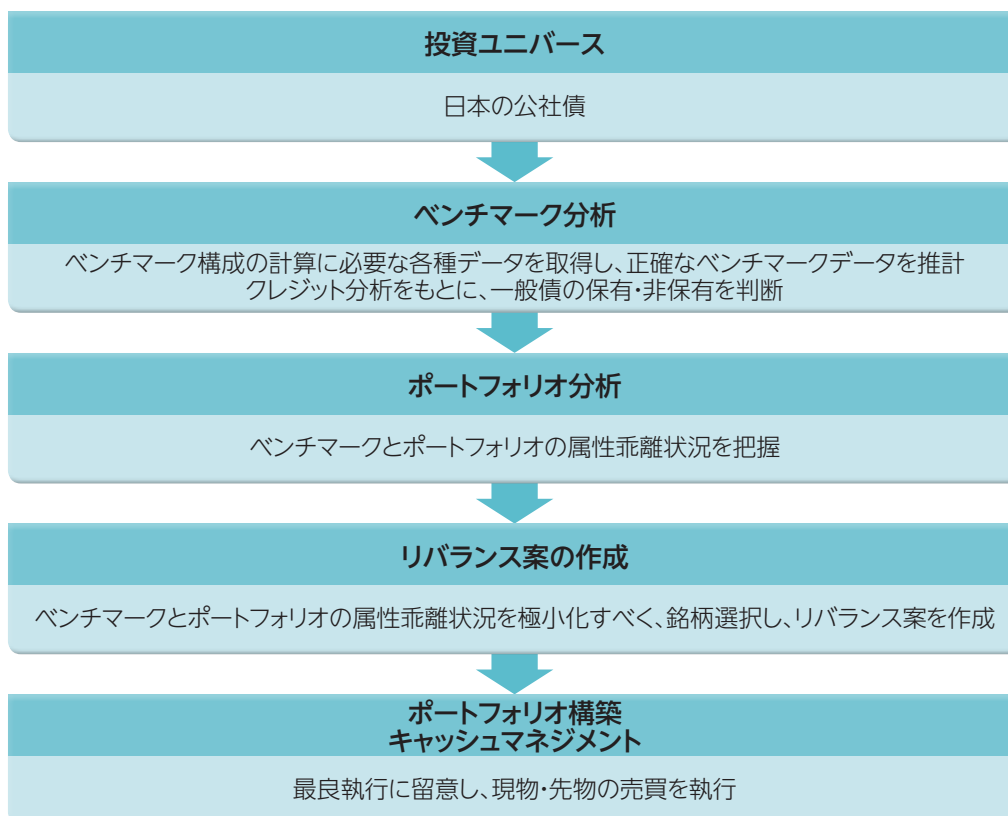 投資ユニバース
日本の公社債
ベンチマーク分析
ベンチマーク構成の計算に必要な各種データを取得し、正確なベンチマークデータを推計
クレジット分析をもとに、一般債の保有・非保有を判断
ポートフォリオ分析
ベンチマークとポートフォリオの属性乖離状況を把握
リバランス案の作成
ベンチマークとポートフォリオの属性乖離状況を極小化すべく、銘柄選択し、リバランス案を作成
ポートフォリオ構築
キャッシュマネジメント
最良執行に留意し、現物・先物の売買を執行